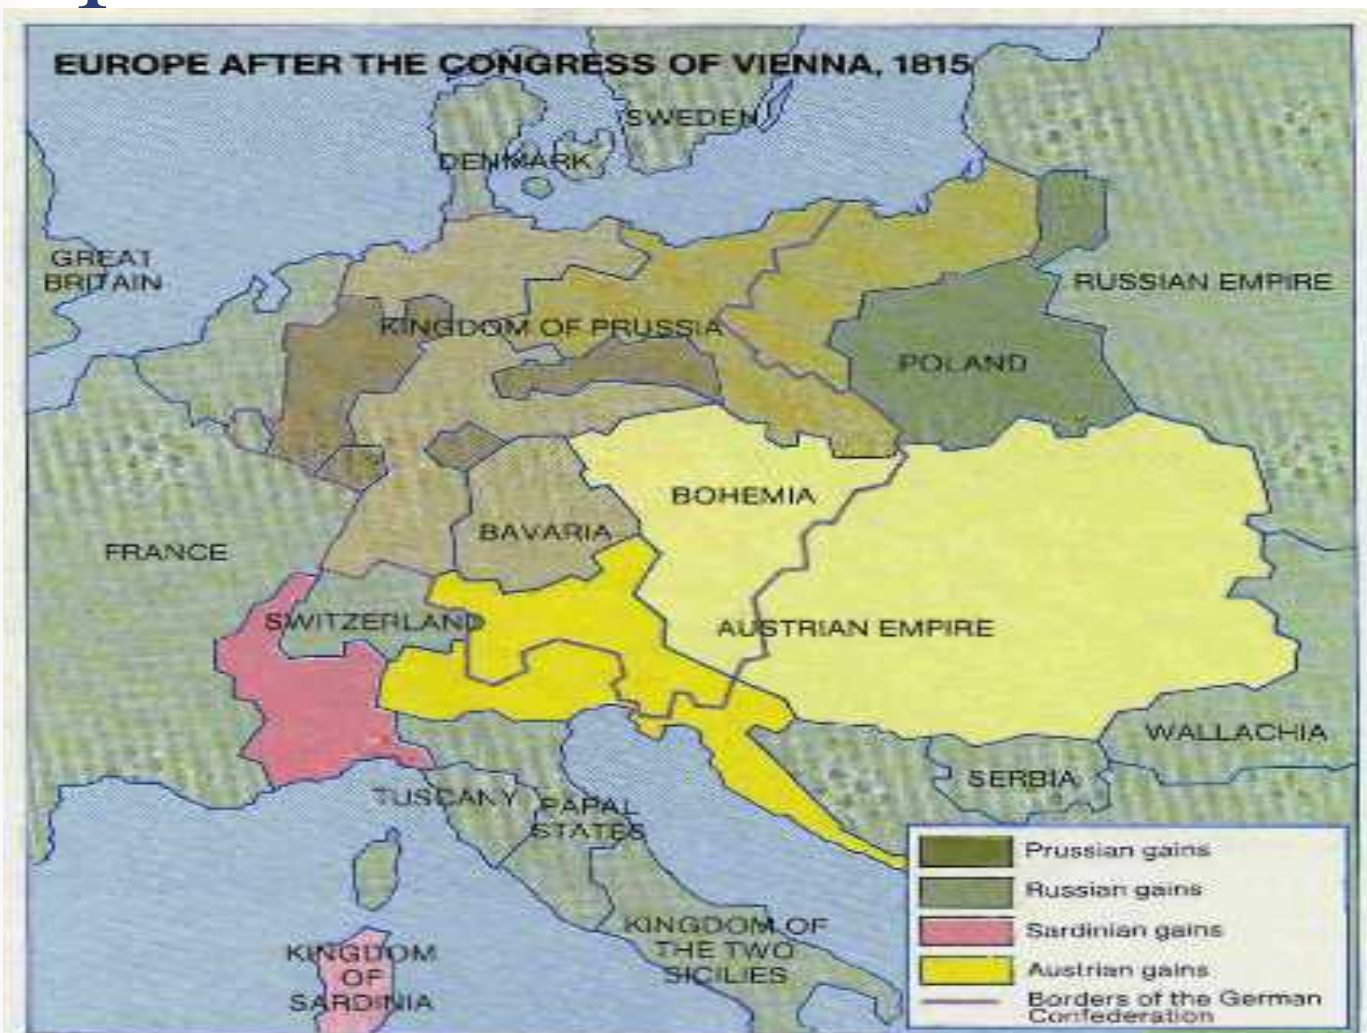 EUROPE AFTER THE CONGRESS OF VIENNA, 1815
SWEDEN
DENMARK
GREAT
BRITAIN
RUSSIAN EMPIRE
KINGDOM OF PRUSSIA
POLAND
BOHEMIA
BAVARIA
FRANCE
SWITZERLAND
AUSTRIAN EMPIRE
WALLACHIA
SERBIA
TUSCANY
PAPAL
STATES
KINGDOM OF
THE TWO
SICILIES
KINGDOM
OF
SARDINIA
Prussian gains
Russian gains
Sardinian gains
Austrian gains
Borders of the German
Confederation